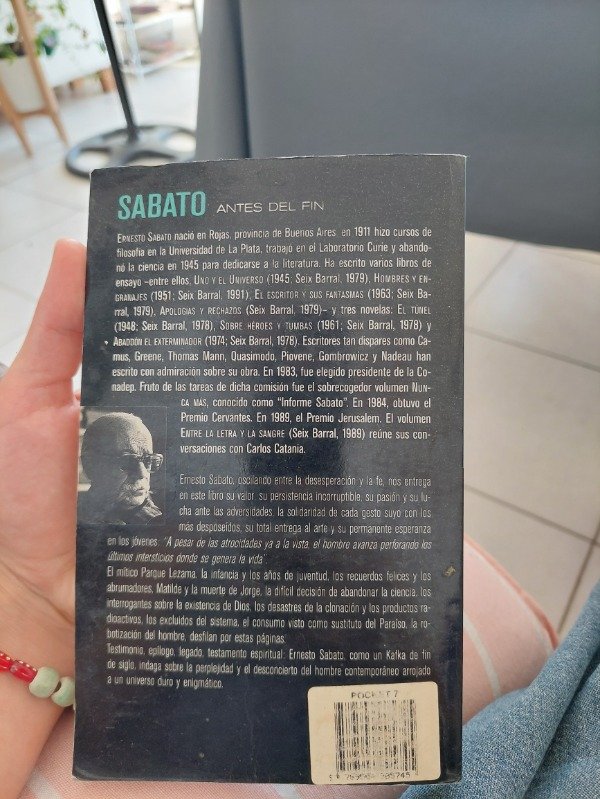 SABATO ANTES DEL FIN
ERNESTO SABATO nació en Rojas, provincia de Buenos Aires, en 1911 hizo cursos de
filosofía en la Universidad de La Plata, trabajó en el Laboratorio Curie y abando-
nó la ciencia en 1945 para dedicarse a la literatura. Ha escrito varios libros de
ensayo –entre ellos, UNO Y EL UNIVERSO (1945; Seix Barral, 1979), HOMBRES Y EN-
GRANAJES (1951; Seix Barral, 1991), EL ESCRITOR Y SUS FANTASMAS (1963; Seix Ba-
rral, 1979), APOLOGÍAS Y RECHAZOS (Seix Barral, 1979)– y tres novelas: EL TÚNEL
(1948; Seix Barral, 1978), SOBRE HÉROES Y TUMBAS (1961; Seix Barral, 1978) y
ABADDÓN EL EXTERMINADOR (1974; Seix Barral, 1978). Escritores tan dispares como Ca-
mus, Greene, Thomas Mann, Quasimodo, Piovene, Gombrowicz y Nadeau han
escrito con admiración sobre su obra. En 1983, fue elegido presidente de la Co-
nadep. Fruto de las tareas de dicha comisión fue el sobrecogedor volumen NUN-
CA MÁS, conocido como "Informe Sabato". En 1984, obtuvo el
Premio Cervantes. En 1989, el Premio Jerusalem. El volumen
ENTRE LA LETRA Y LA SANGRE (Seix Barral, 1989) reúne sus con-
versaciones con Carlos Catania.
Ernesto Sabato, oscilando entre la desesperación y la fe, nos entrega
en este libro su valor, su persistencia incorruptible, su pasión y su lu-
cha ante las adversidades, la solidaridad de cada gesto suyo con los
más desposeídos, su total entrega al arte y su permanente esperanza
en los jóvenes: "A pesar de las atrocidades ya a la vista, el hombre avanza perforando los
últimos intersticios donde se genera la vida".
El mítico Parque Lezama, la infancia y los años de juventud, los recuerdos felices y los
abrumadores, Matilde y la muerte de Jorge, la difícil decisión de abandonar la ciencia, los
interrogantes sobre la existencia de Dios, los desastres de la clonación y los productos ra-
dioactivos, los excluidos del sistema, el consumo visto como sustituto del Paraíso, la ro-
botización del hombre, desfilan por estas páginas.
Testimonio, epílogo, legado, testamento espiritual: Ernesto Sabato, como un Kafka de fin
de siglo, indaga sobre la perplejidad y el desconcierto del hombre contemporáneo arrojado
a un universo duro y enigmático.
POCKET 7